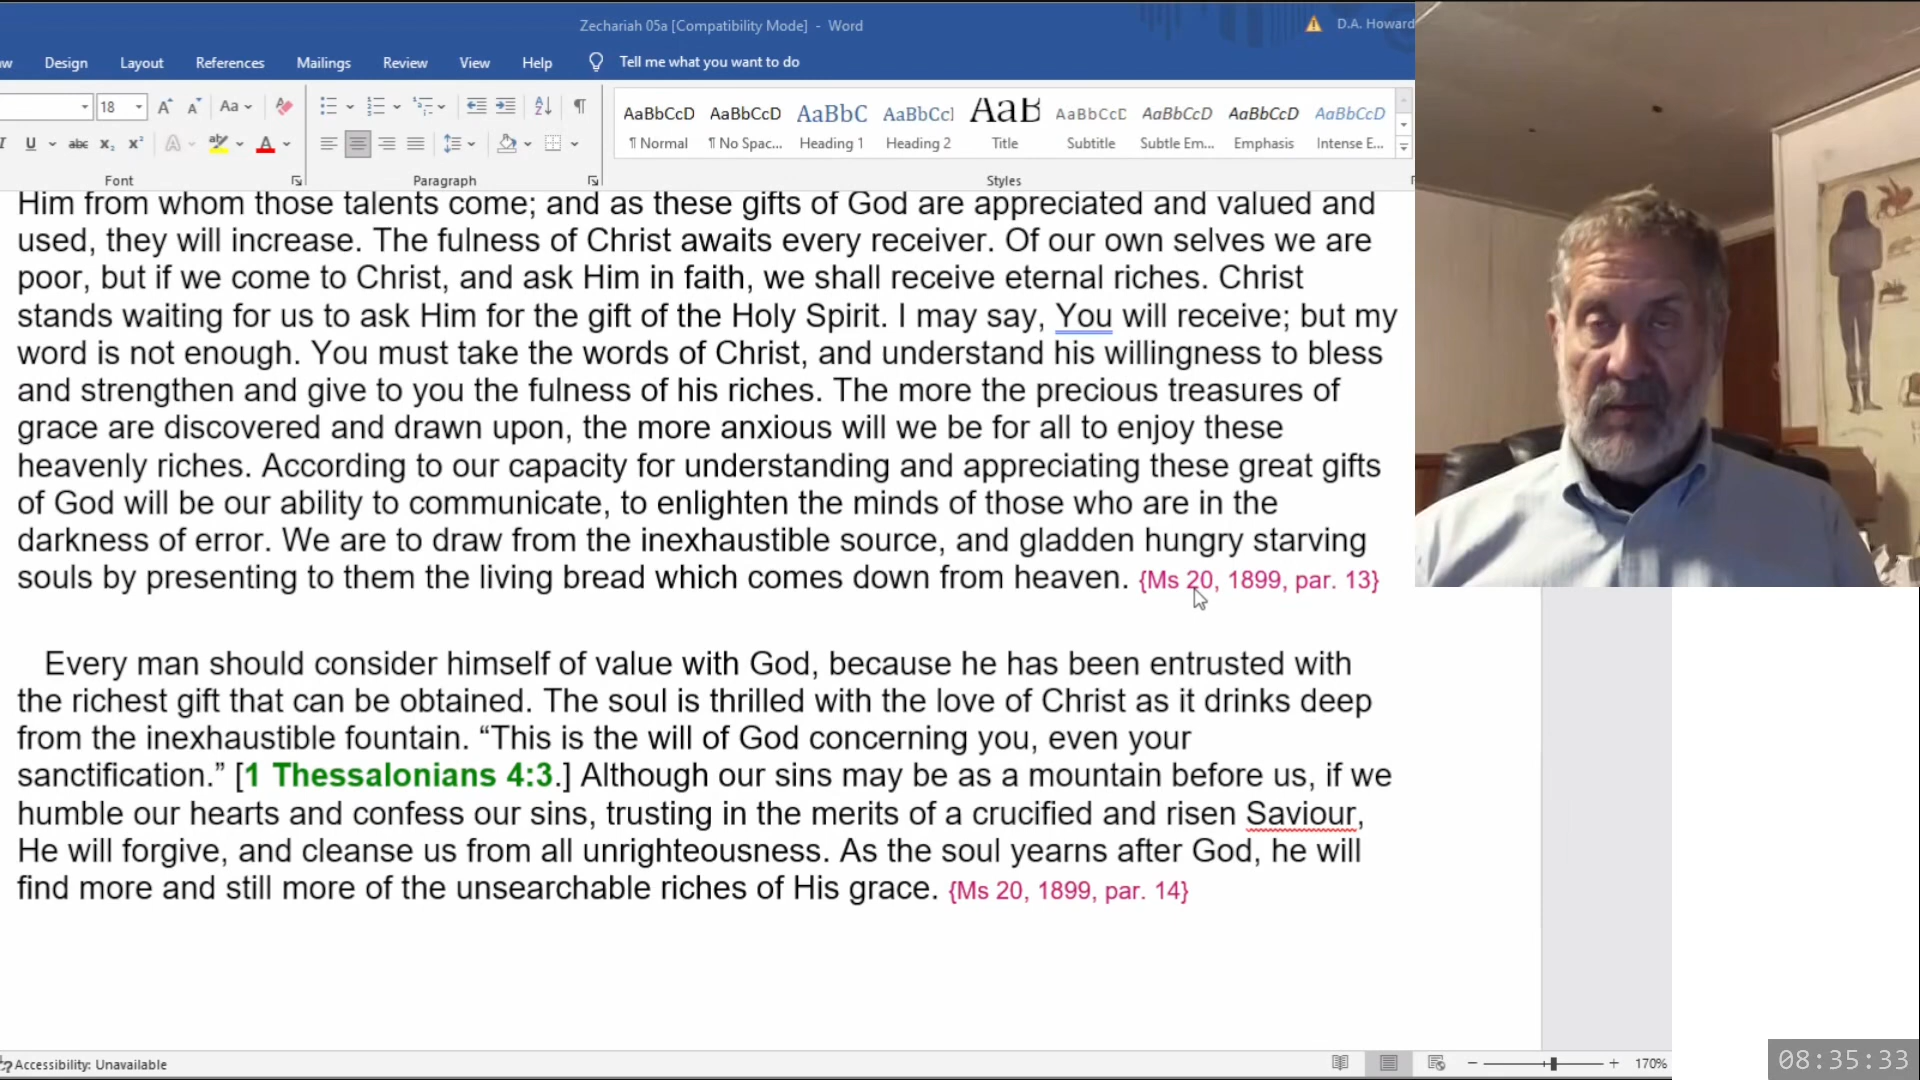 Zechariah 05a [Compatibility Mode] - Word
D.A. Howard
Design Layout References Mailings Review View Help Tell me what you want to do
18 Aa
AaBbCcD AaBbCcD AaBbC AaBbCcI AaB AaBbCcD AaBbCcD AaBbCcD AaBbCcD
¶ Normal ¶ No Spac... Heading 1 Heading 2 Title Subtitle Subtle Em... Emphasis Intense E...
Font Paragraph Styles
Him from whom those talents come; and as these gifts of God are appreciated and valued and
used, they will increase. The fulness of Christ awaits every receiver. Of our own selves we are
poor, but if we come to Christ, and ask Him in faith, we shall receive eternal riches. Christ
stands waiting for us to ask Him for the gift of the Holy Spirit. I may say, You will receive; but my
word is not enough. You must take the words of Christ, and understand his willingness to bless
and strengthen and give to you the fulness of his riches. The more the precious treasures of
grace are discovered and drawn upon, the more anxious will we be for all to enjoy these
heavenly riches. According to our capacity for understanding and appreciating these great gifts
of God will be our ability to communicate, to enlighten the minds of those who are in the
darkness of error. We are to draw from the inexhaustible source, and gladden hungry starving
souls by presenting to them the living bread which comes down from heaven. {Ms 20, 1899, par. 13}
Every man should consider himself of value with God, because he has been entrusted with
the richest gift that can be obtained. The soul is thrilled with the love of Christ as it drinks deep
from the inexhaustible fountain. “This is the will of God concerning you, even your
sanctification.” [1 Thessalonians 4:3.] Although our sins may be as a mountain before us, if we
humble our hearts and confess our sins, trusting in the merits of a crucified and risen Saviour,
He will forgive, and cleanse us from all unrighteousness. As the soul yearns after God, he will
find more and still more of the unsearchable riches of His grace. {Ms 20, 1899, par. 14}
Accessibility: Unavailable
170%
08:35:33